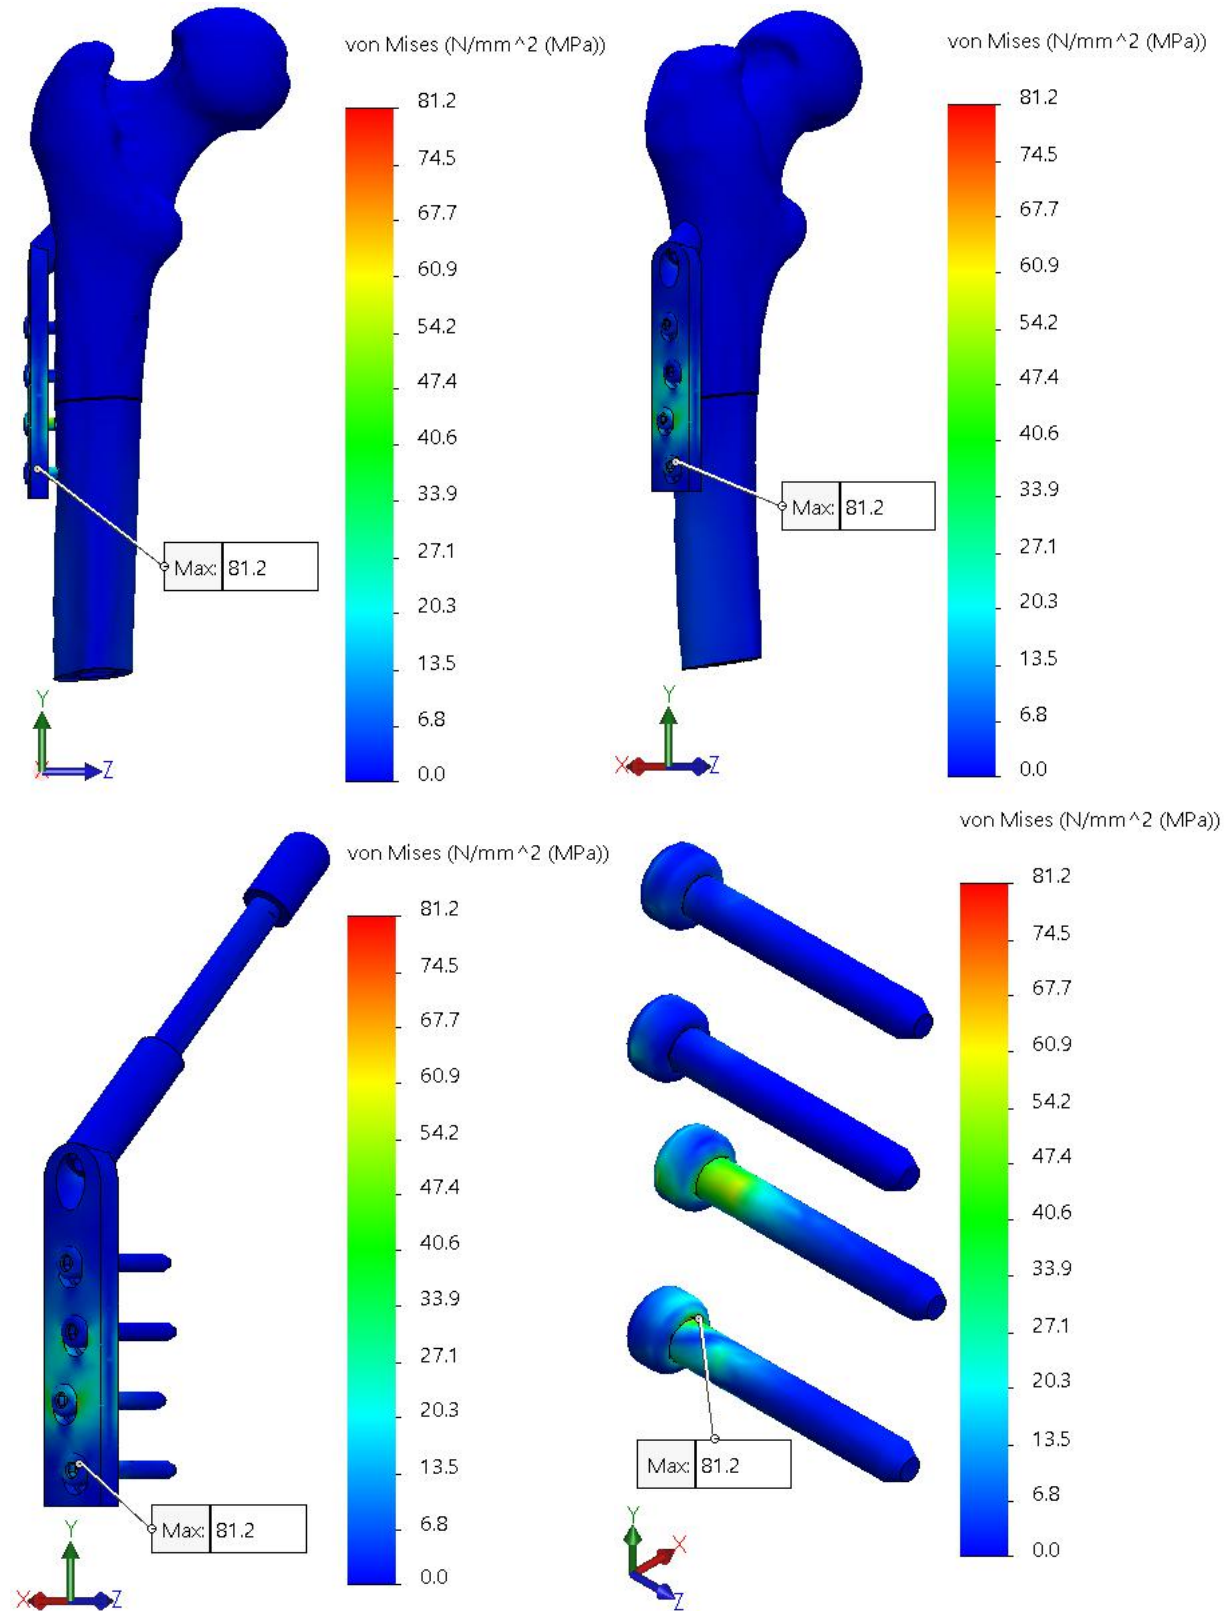 von Mises (N/mm^2 (MPa))
81.2
74.5
67.7
60.9
54.2
47.4
40.6
33.9
27.1
20.3
13.5
6.8
0.0
Max: 81.2
Y
X
Z
von Mises (N/mm^2 (MPa))
81.2
74.5
67.7
60.9
54.2
47.4
40.6
33.9
27.1
20.3
13.5
6.8
0.0
Max: 81.2
Y
X
Z
von Mises (N/mm^2 (MPa))
81.2
74.5
67.7
60.9
54.2
47.4
40.6
33.9
27.1
20.3
13.5
6.8
0.0
Max: 81.2
Y
X
Z
von Mises (N/mm^2 (MPa))
81.2
74.5
67.7
60.9
54.2
47.4
40.6
33.9
27.1
20.3
13.5
6.8
0.0
Max: 81.2
Y
X
Z